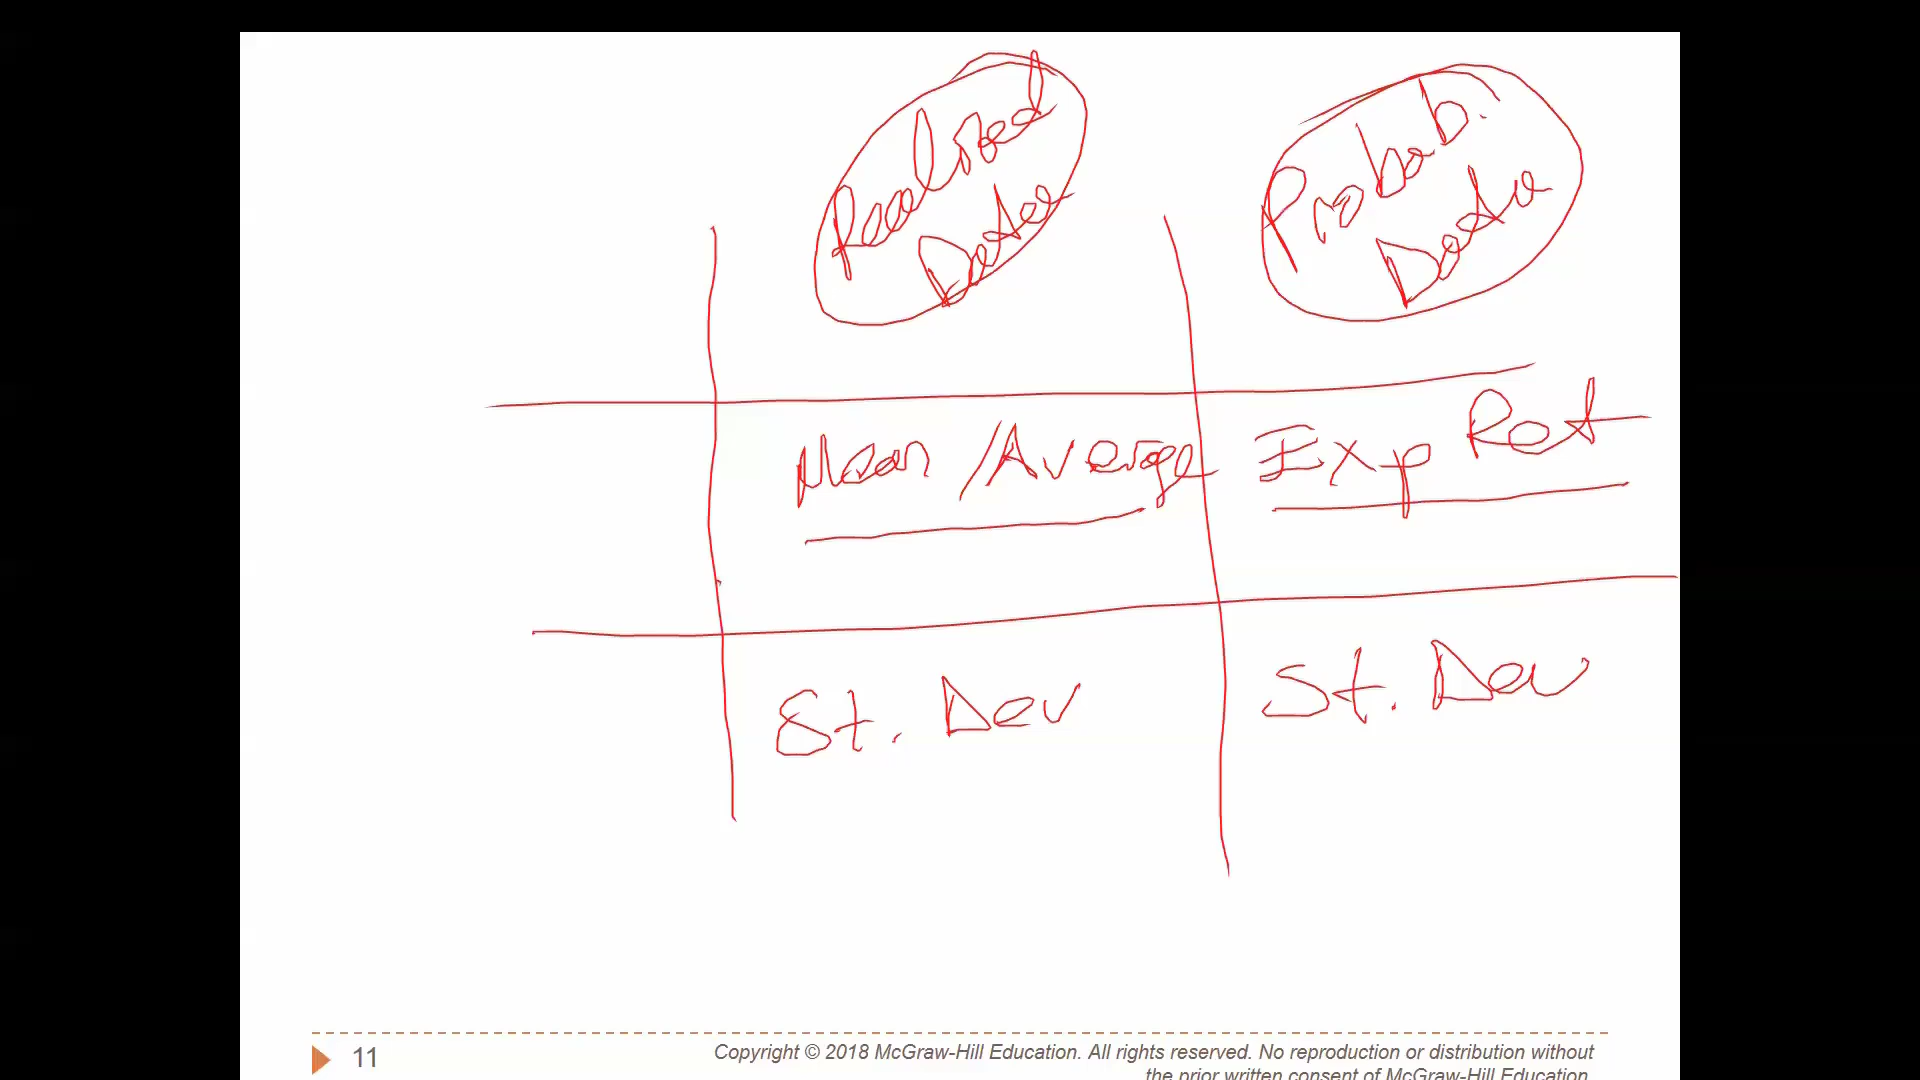 Realized
Data
Probab.
Data
Mean/Average
Exp Ret
St. Dev
St. Dev
11
Copyright © 2018 McGraw-Hill Education. All rights reserved. No reproduction or distribution without
the prior written consent of McGraw-Hill Education.